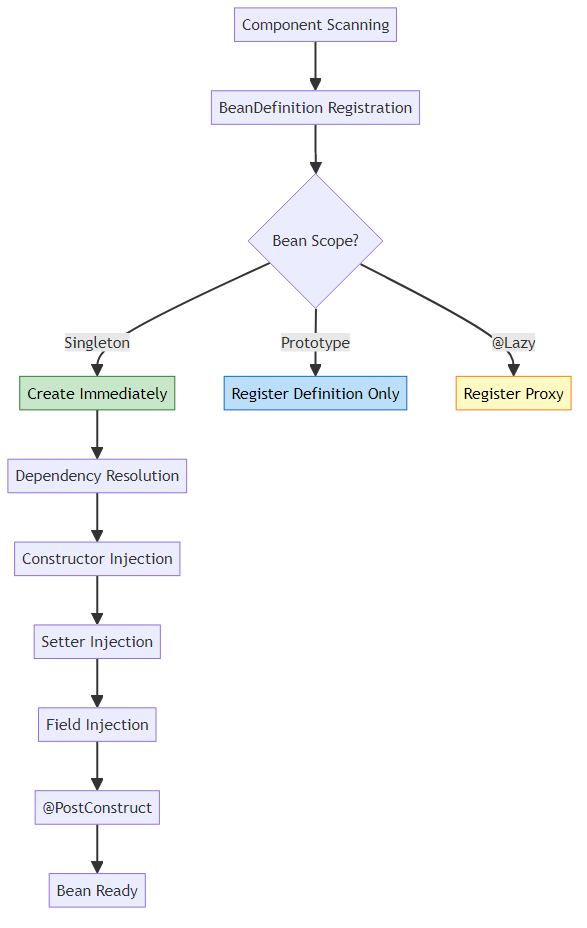 Component Scanning
BeanDefinition Registration
Bean Scope?
Singleton
Prototype
@Lazy
Create Immediately
Register Definition Only
Register Proxy
Dependency Resolution
Constructor Injection
Setter Injection
Field Injection
@PostConstruct
Bean Ready